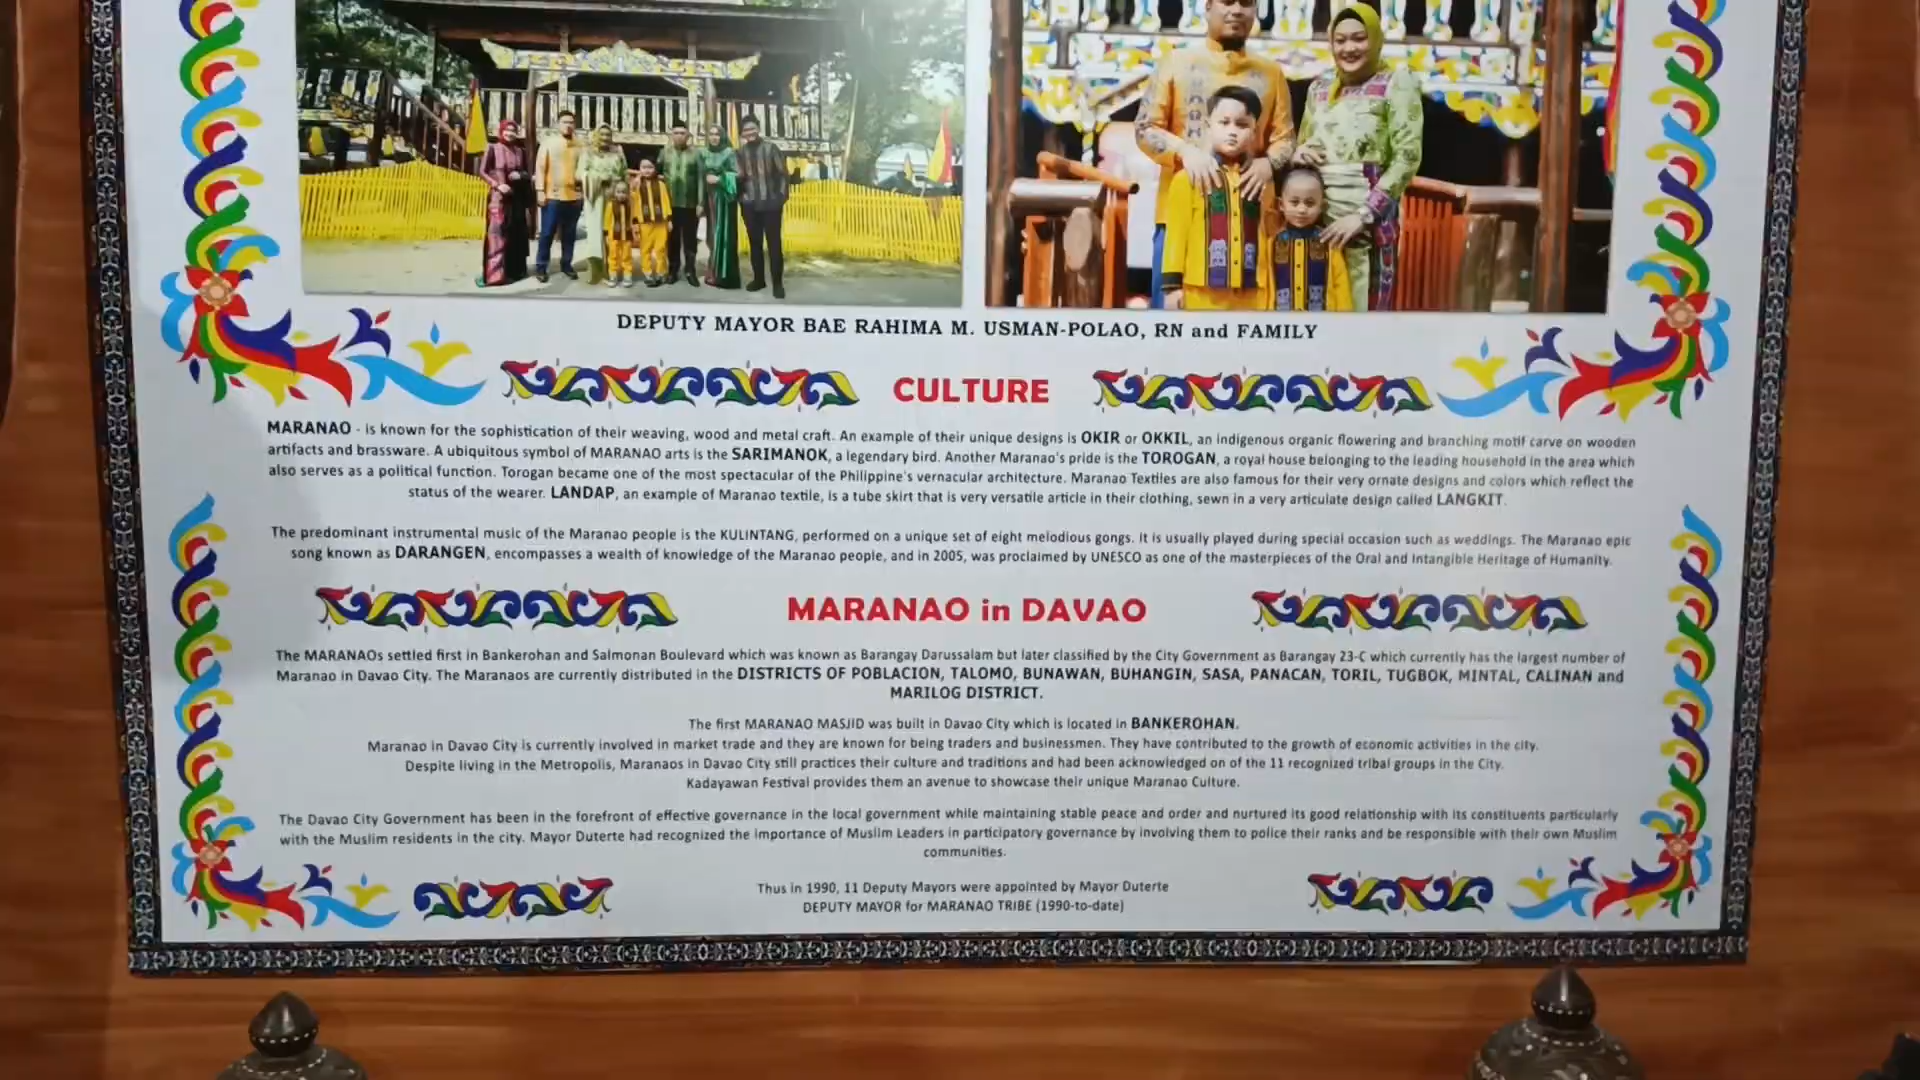 DEPUTY MAYOR BAE RAHIMA M. USMAN-POLAO, RN and FAMILY
CULTURE
MARANAO - is known for the sophistication of their weaving, wood and metal craft. An example of their unique designs is OKIR or OKKIL, an indigenous organic flowering and branching motif carve on wooden
artifacts and brassware. A ubiquitous symbol of MARANAO arts is the SARIMANOK, a legendary bird. Another Maranao's pride is the TOROGAN, a royal house belonging to the leading household in the area which
also serves as a political function. Torogan became one of the most spectacular of the Philippine's vernacular architecture. Maranao Textiles are also famous for their very ornate designs and colors which reflect the
status of the wearer. LANDAP, an example of Maranao textile, is a tube skirt that is very versatile article in their clothing, sewn in a very articulate design called LANGKIT.
The predominant instrumental music of the Maranao people is the KULINTANG, performed on a unique set of eight melodious gongs. It is usually played during special occasion such as weddings. The Maranao epic
song known as DARANGEN, encompasses a wealth of knowledge of the Maranao people, and in 2005, was proclaimed by UNESCO as one of the masterpieces of the Oral and Intangible Heritage of Humanity.
MARANAO in DAVAO
The MARANAOs settled first in Bankerohan and Salmonan Boulevard which was known as Barangay Darussalam but later classified by the City Government as Barangay 23-C which currently has the largest number of
Maranao in Davao City. The Maranaos are currently distributed in the DISTRICTS OF POBLACION, TALOMO, BUNAWAN, BUHANGIN, SASA, PANACAN, TORIL, TUGBOK, MINTAL, CALINAN and
MARILOG DISTRICT.
The first MARANAO MASJID was built in Davao City which is located in BANKEROHAN.
Maranao in Davao City is currently involved in market trade and they are known for being traders and businessmen. They have contributed to the growth of economic activities in the city.
Despite living in the Metropolis, Maranaos in Davao City still practices their culture and traditions and had been acknowledged on of the 11 recognized tribal groups in the City.
Kadayawan Festival provides them an avenue to showcase their unique Maranao Culture.
The Davao City Government has been in the forefront of effective governance in the local government while maintaining stable peace and order and nurtured its good relationship with its constituents particularly
with the Muslim residents in the city. Mayor Duterte had recognized the importance of Muslim Leaders in participatory governance by involving them to police their ranks and be responsible with their own Muslim
communities.
Thus in 1990, 11 Deputy Mayors were appointed by Mayor Duterte
DEPUTY MAYOR for MARANAO TRIBE (1990-to-date)